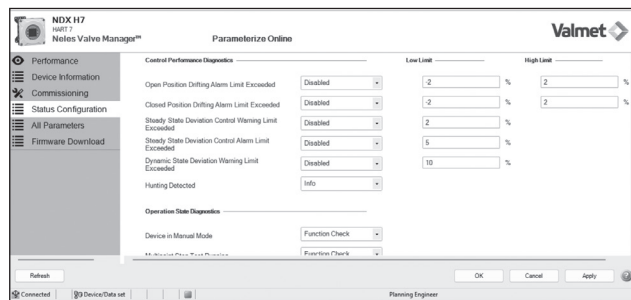 NDX H7
HART 7
Neles Valve Manager™
Parameterize Online
Valmet
Performance
Device Information
Commissioning
Status Configuration
All Parameters
Firmware Download
Control Performance Diagnostics Low Limit High Limit
Open Position Drifting Alarm Limit Exceeded Disabled -2 % 2 %
Closed Position Drifting Alarm Limit Exceeded Disabled -2 % 2 %
Steady State Deviation Control Warning Limit Exceeded Disabled 2 %
Steady State Deviation Control Alarm Limit Exceeded Disabled 5 %
Dynamic State Deviation Warning Limit Exceeded Disabled 10 %
Hunting Detected Info
Operation State Diagnostics
Device in Manual Mode Function Check
Multipoint Step Test Running Function Check
Refresh OK Cancel Apply
Connected Device/Data set Planning Engineer